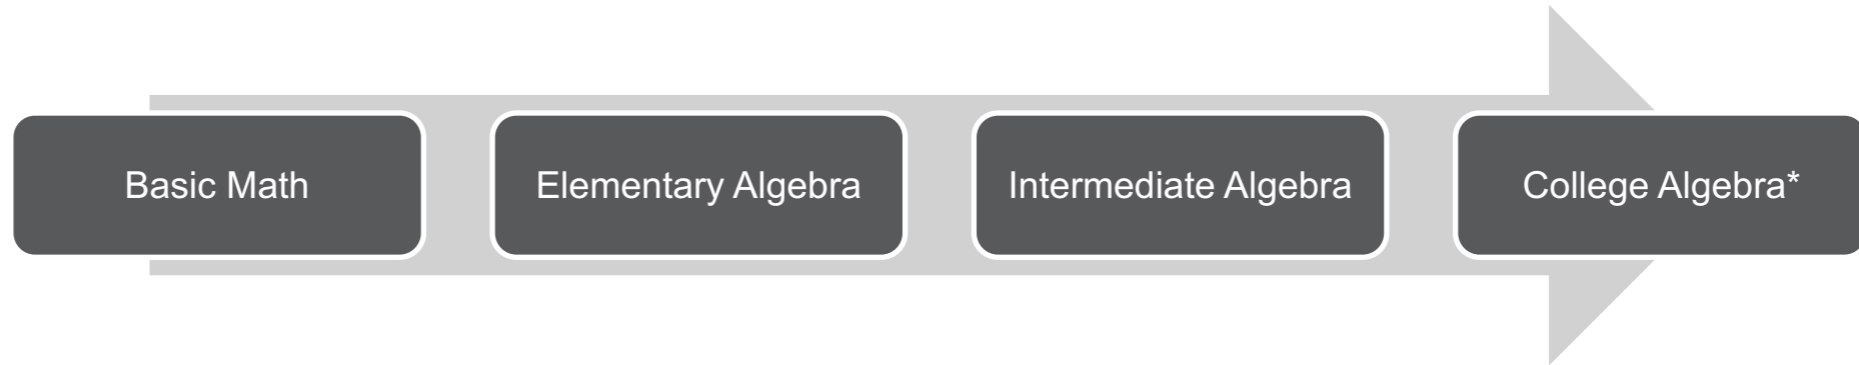 Basic Math
Elementary Algebra
Intermediate Algebra
College Algebra*